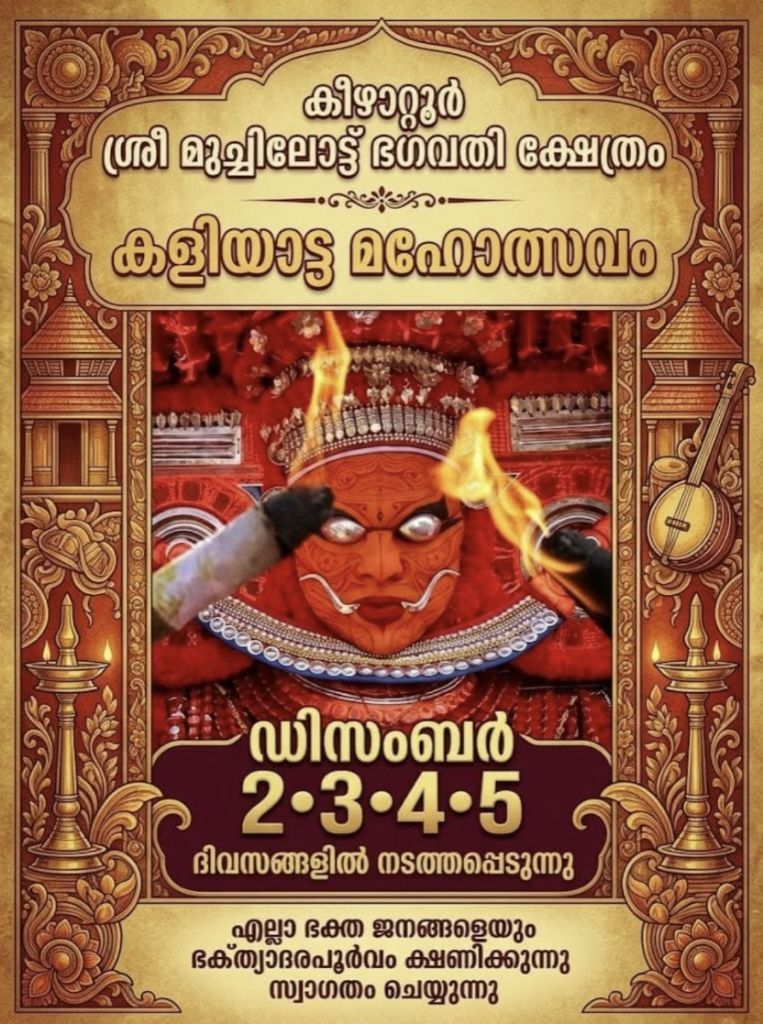 കീഴാറ്റൂർ
ശ്രീ മുച്ചിലോട്ട് ഭഗവതി ക്ഷേത്രം
കളിയാട്ട മഹോത്സവം
ഡിസംബർ
2•3•4•5
ദിവസങ്ങളിൽ നടത്തപ്പെടുന്നു
എല്ലാ ഭക്ത ജനങ്ങളെയും
ഭക്ത്യാദരപൂർവം ക്ഷണിക്കുന്നു
സ്വാഗതം ചെയ്യുന്നു